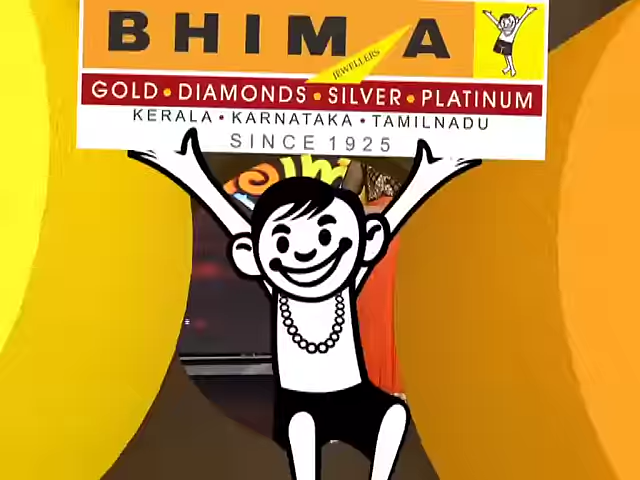 BHIMA
JEWELLERS
GOLD • DIAMONDS • SILVER • PLATINUM
KERALA • KARNATAKA • TAMILNADU
SINCE 1925